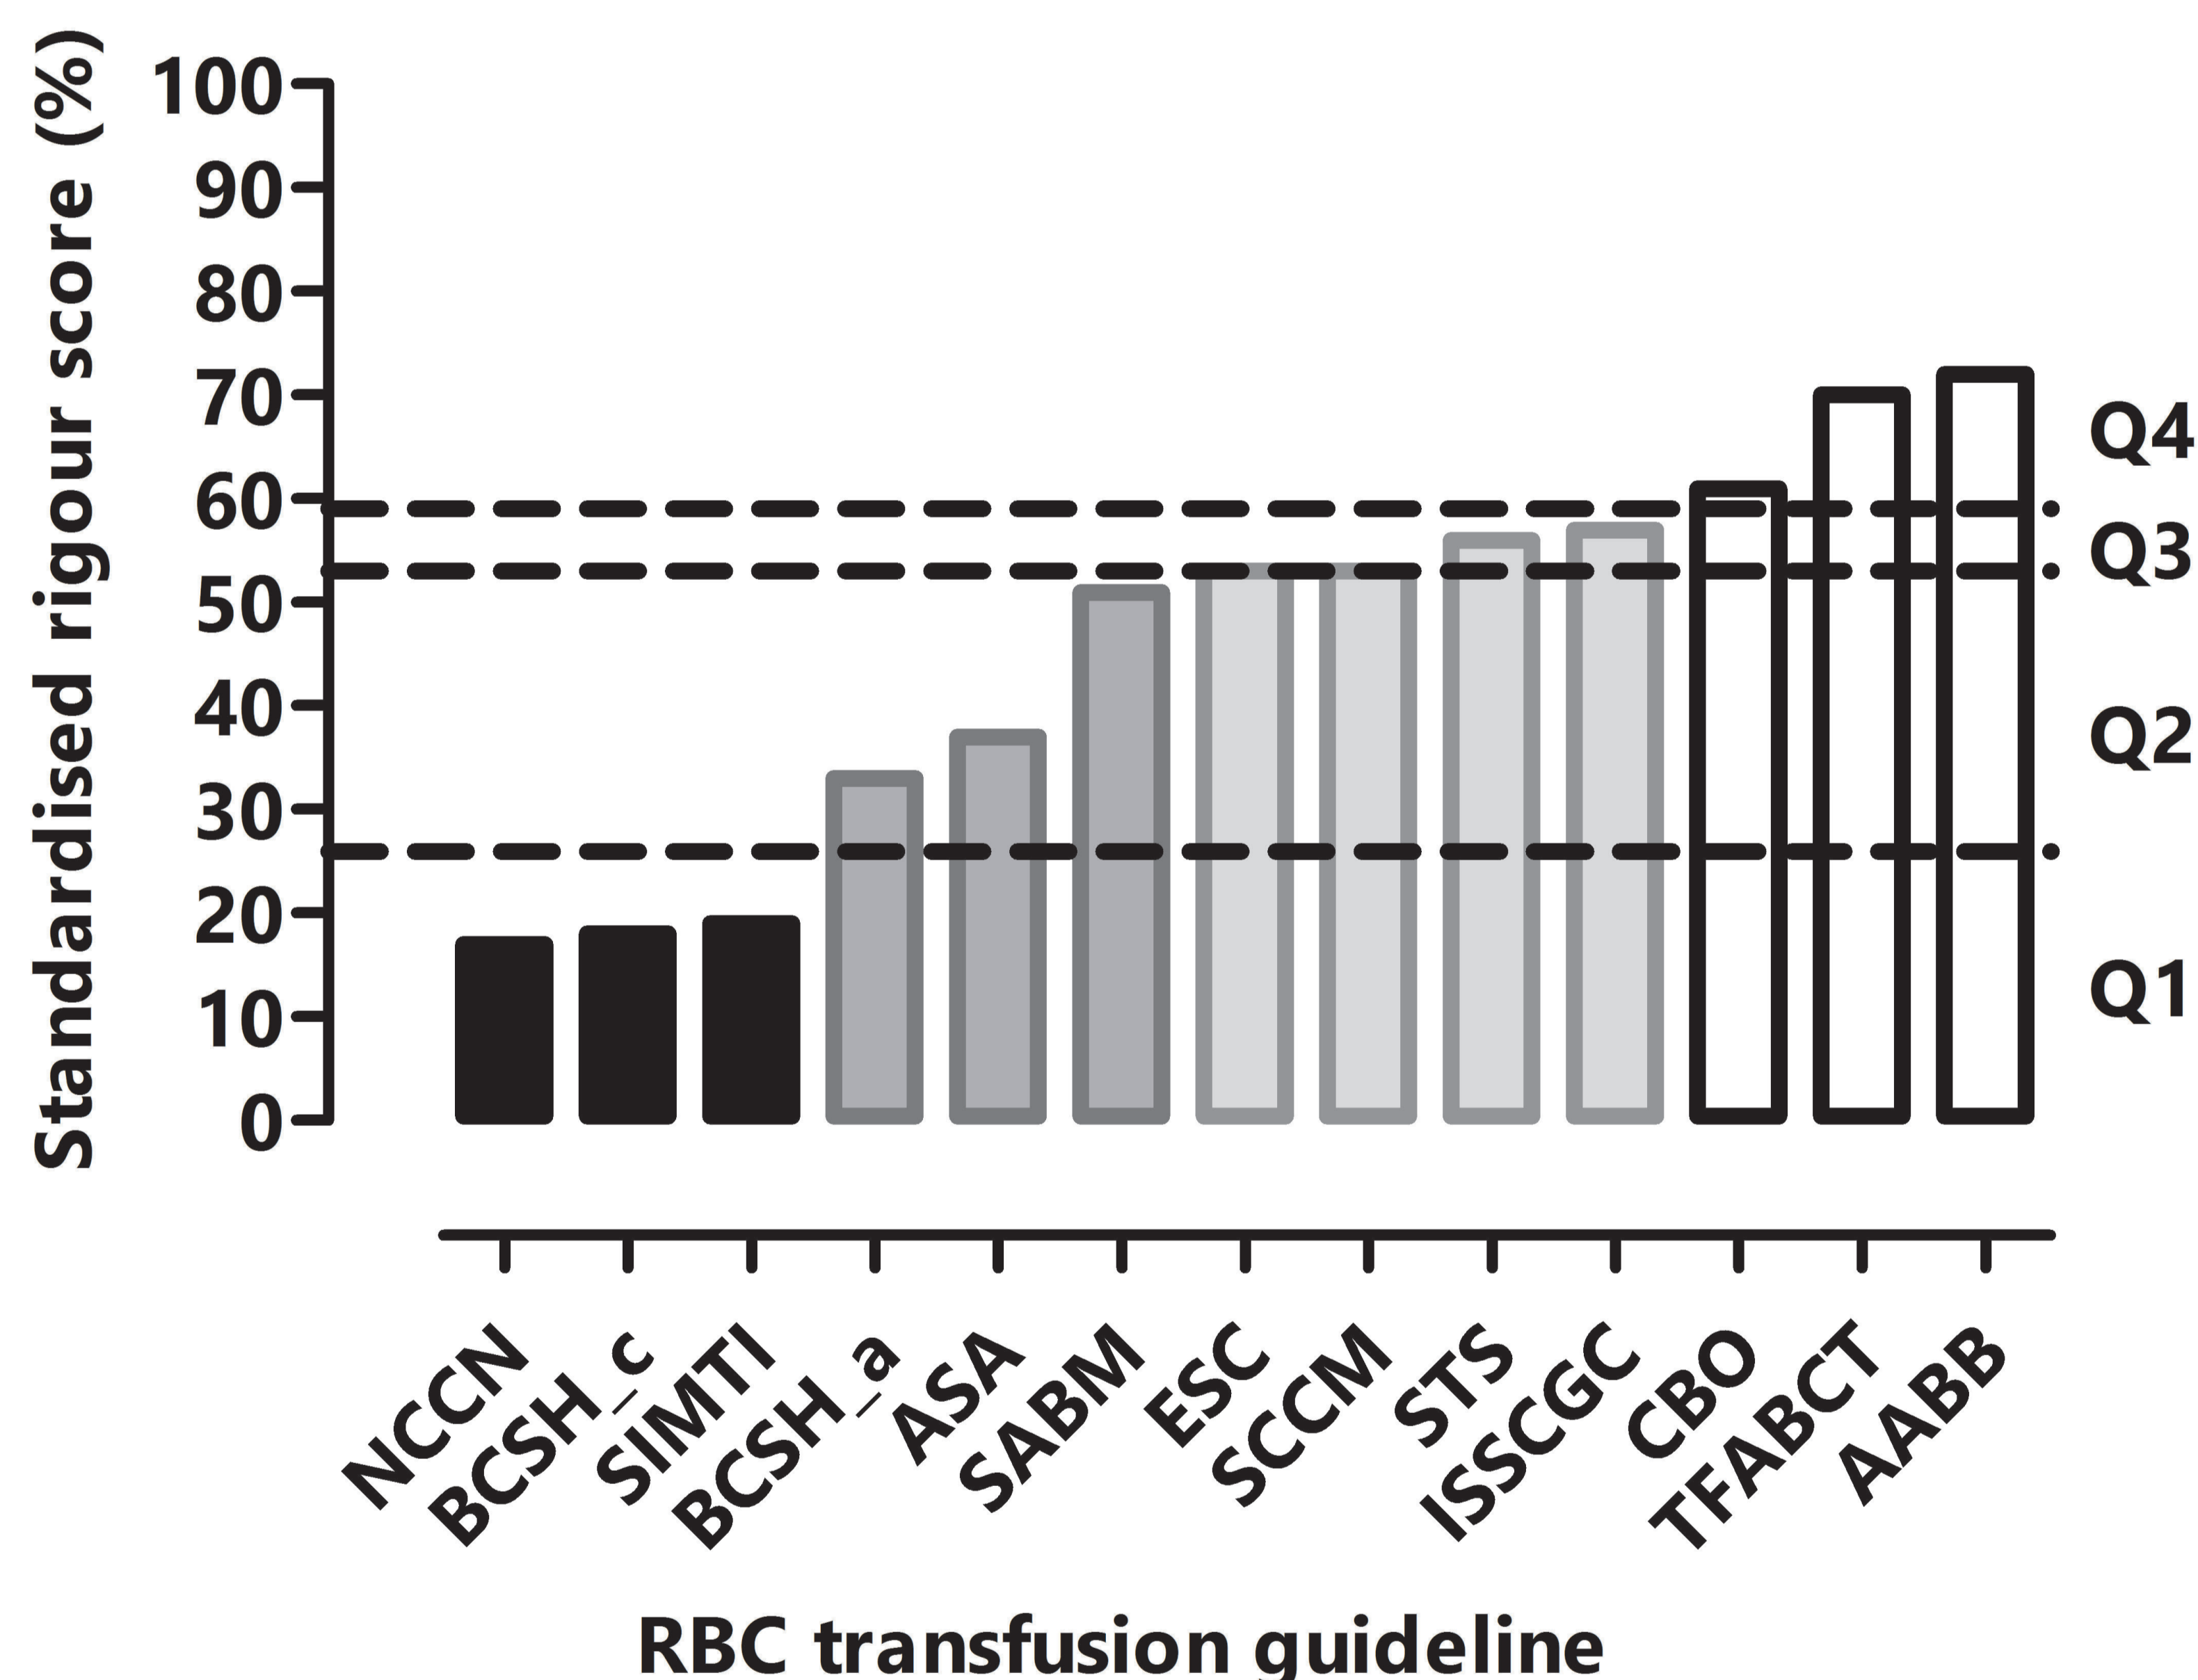 Standardised rigour score (%)
100
90
80
70
60
50
40
30
20
10
0
Q4
Q3
Q2
Q1
NCCN
BCSH_c
SIMTI
BCSH_a
ASA
SABM
ESC
SCCM
STS
ISSCGC
CBO
TFABCT
AABB
RBC transfusion guideline